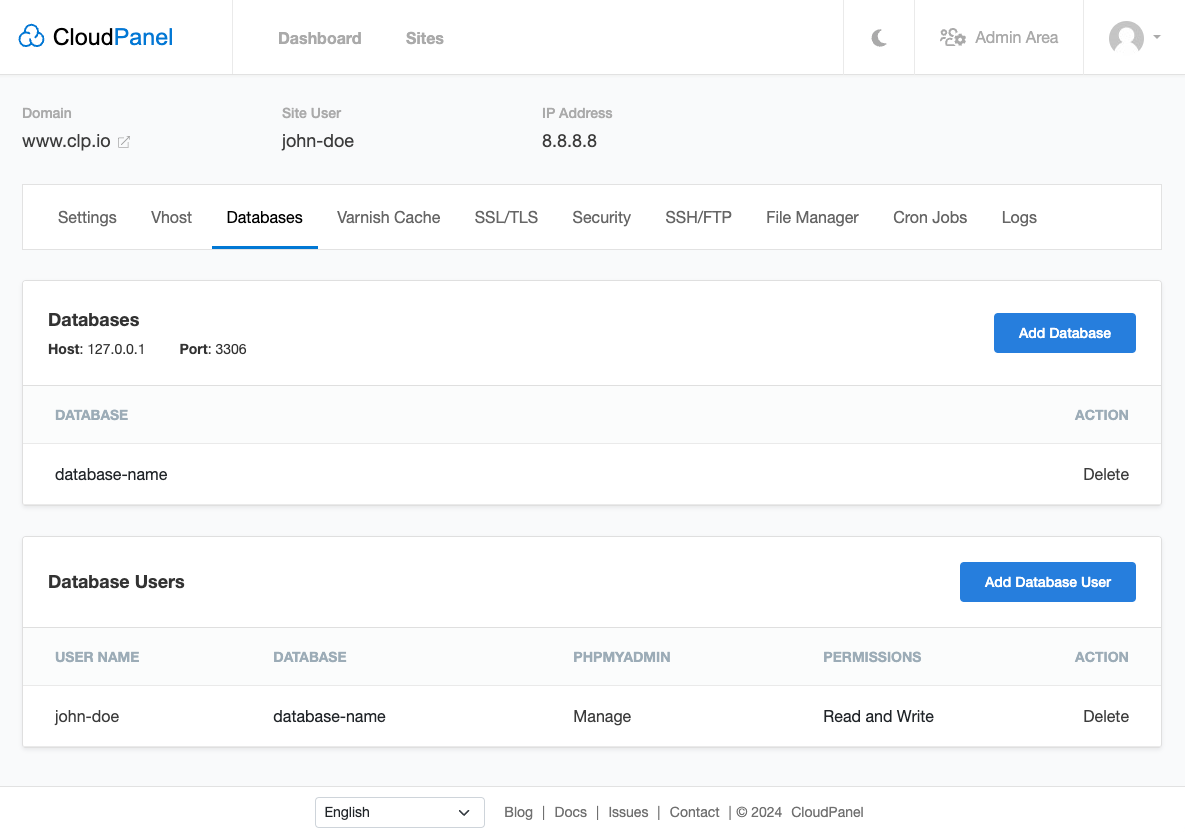 CloudPanel Dashboard Sites Admin Area
Domain Site User IP Address
www.clp.io john-doe 8.8.8.8
Settings Vhost Databases Varnish Cache SSL/TLS Security SSH/FTP File Manager Cron Jobs Logs
Databases
Host: 127.0.0.1 Port: 3306
Add Database
DATABASE ACTION
database-name Delete
Database Users Add Database User
USER NAME DATABASE PHPMYADMIN PERMISSIONS ACTION
john-doe database-name Manage Read and Write Delete
English Blog | Docs | Issues | Contact | © 2024 CloudPanel